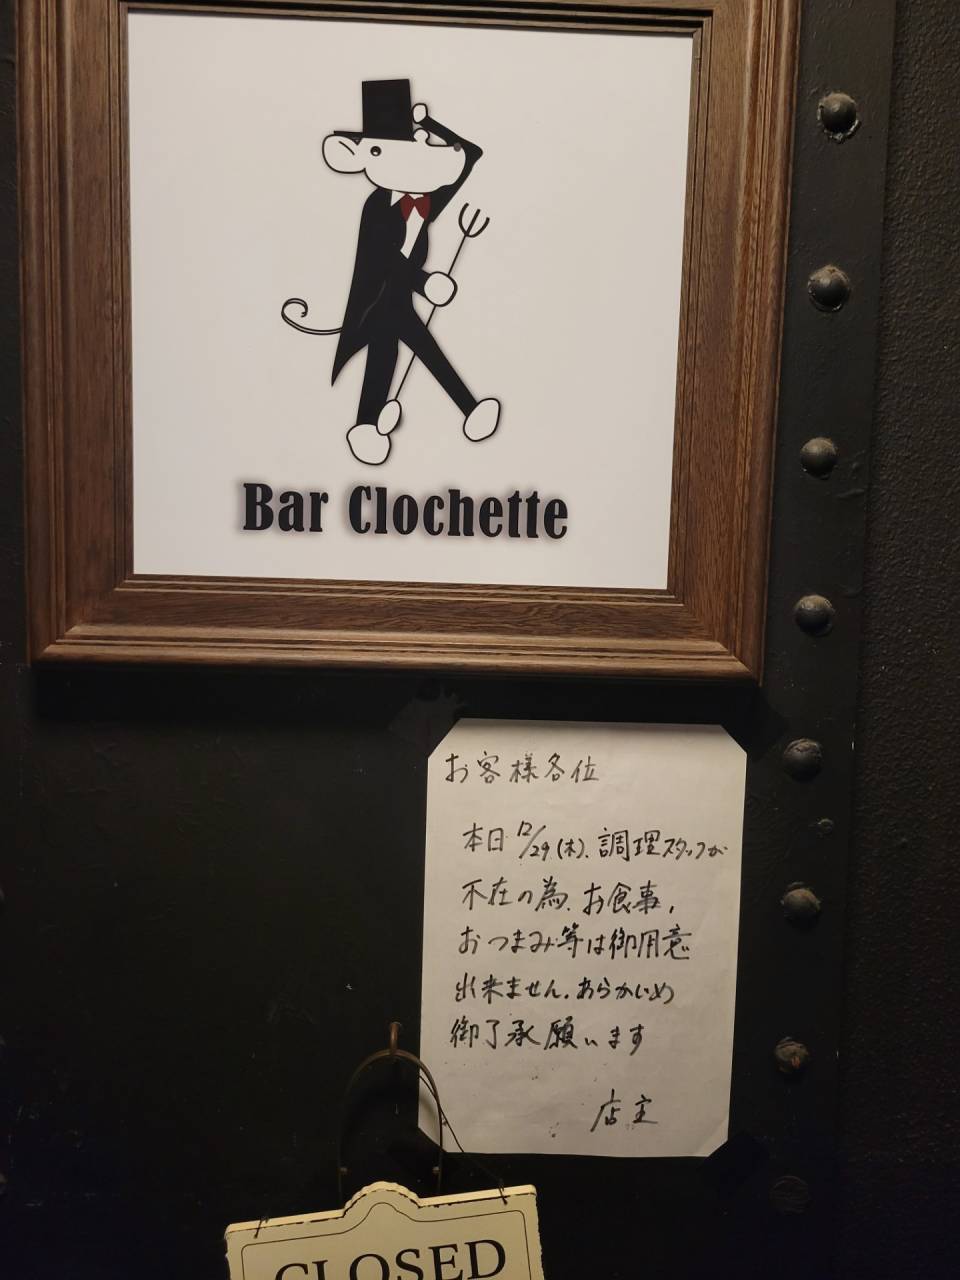 Bar Clochette
お客様各位
本日 12/29(木)、調理スタッフが
不在の為、お食事、
おつまみ等は御用意
出来ません。あらかじめ
御了承願います
店主
CLOSED